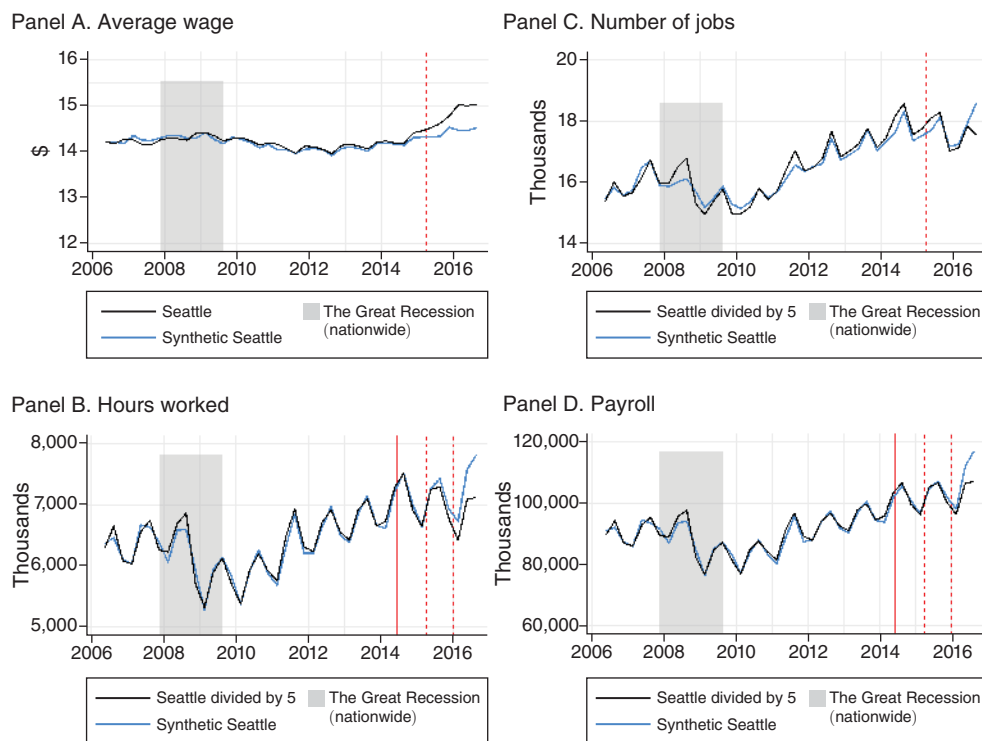 Panel A. Average wage
16
15
14
13
12
$
2006 2008 2010 2012 2014 2016
Seattle
Synthetic Seattle
The Great Recession
(nationwide)
Panel C. Number of jobs
20
18
16
14
Thousands
2006 2008 2010 2012 2014 2016
Seattle divided by 5
Synthetic Seattle
The Great Recession
(nationwide)
Panel B. Hours worked
8,000
7,000
6,000
5,000
Thousands
2006 2008 2010 2012 2014 2016
Seattle divided by 5
Synthetic Seattle
The Great Recession
(nationwide)
Panel D. Payroll
120,000
100,000
80,000
60,000
Thousands
2006 2008 2010 2012 2014 2016
Seattle divided by 5
Synthetic Seattle
The Great Recession
(nationwide)